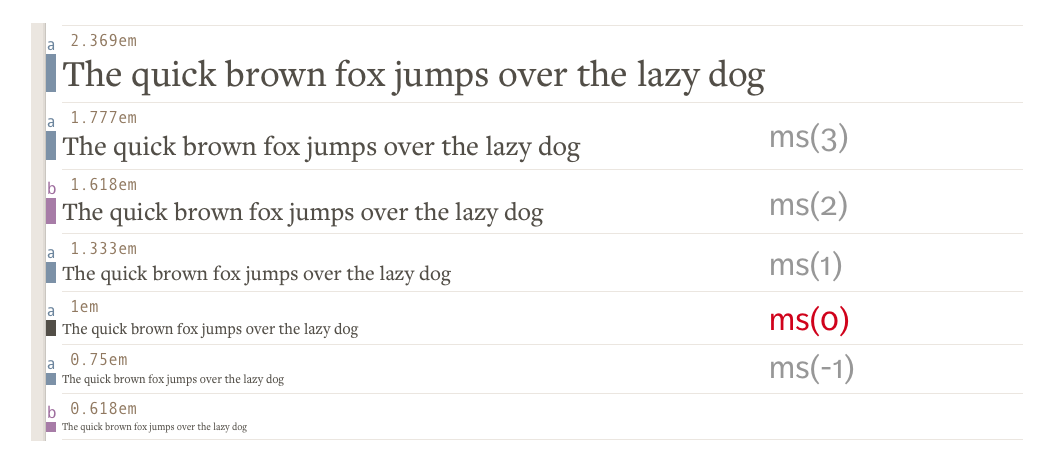 a 2.369em
The quick brown fox jumps over the lazy dog
a 1.777em
The quick brown fox jumps over the lazy dog ms(3)
b 1.618em
The quick brown fox jumps over the lazy dog ms(2)
a 1.333em
The quick brown fox jumps over the lazy dog ms(1)
a 1em
The quick brown fox jumps over the lazy dog ms(0)
a 0.75em
The quick brown fox jumps over the lazy dog ms(-1)
b 0.618em
The quick brown fox jumps over the lazy dog